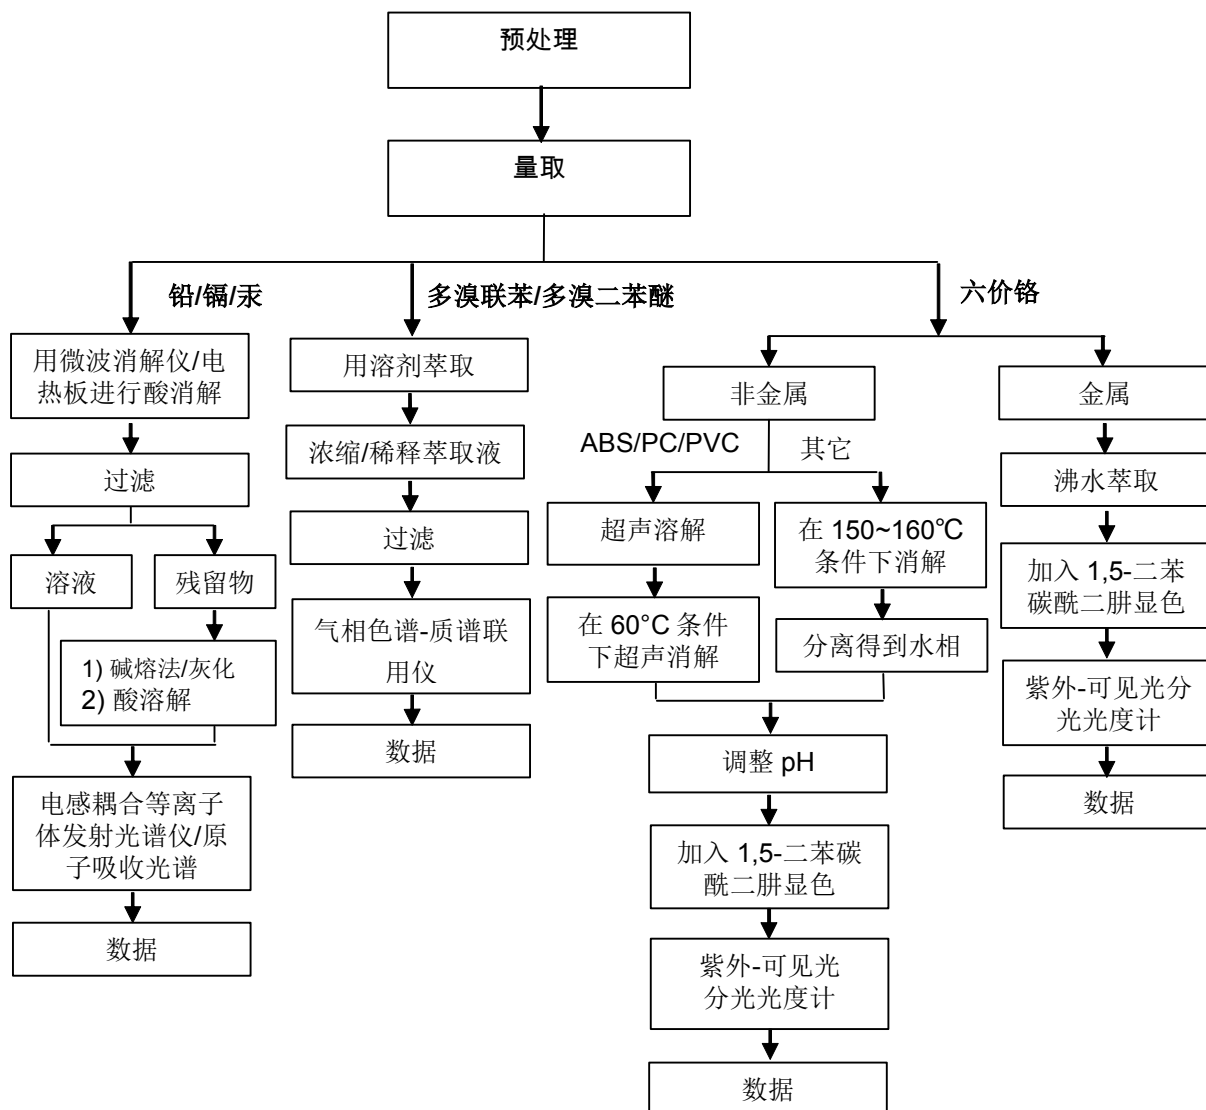 预处理
量取
铅/镉/汞
多溴联苯/多溴二苯醚
六价铬
用微波消解仪/电
热板进行酸消解
过滤
溶液
残留物
1) 碱熔法/灰化
2) 酸溶解
电感耦合等离子
体发射光谱仪/原
子吸收光谱
数据
用溶剂萃取
浓缩/稀释萃取液
过滤
气相色谱-质谱联
用仪
数据
非金属
ABS/PC/PVC
其它
超声溶解
在 60°C 条件
下超声消解
在 150~160℃
条件下消解
分离得到水相
调整 pH
加入 1,5-二苯碳
酰二肼显色
紫外-可见光
分光光度计
数据
金属
沸水萃取
加入 1,5-二苯
碳酰二肼显色
紫外-可见光分
光光度计
数据